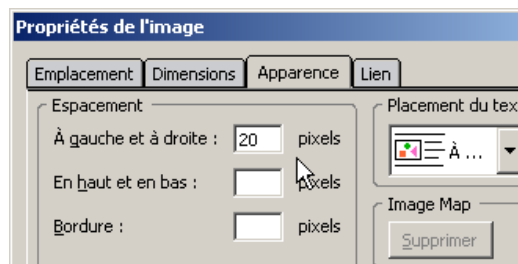 Propriétés de l'image
Emplacement Dimensions Apparence Lien
Espacement
À gauche et à droite : 20 pixels
En haut et en bas : pixels
Bordure : pixels
Placement du tex
À ...
Image Map
Supprimer